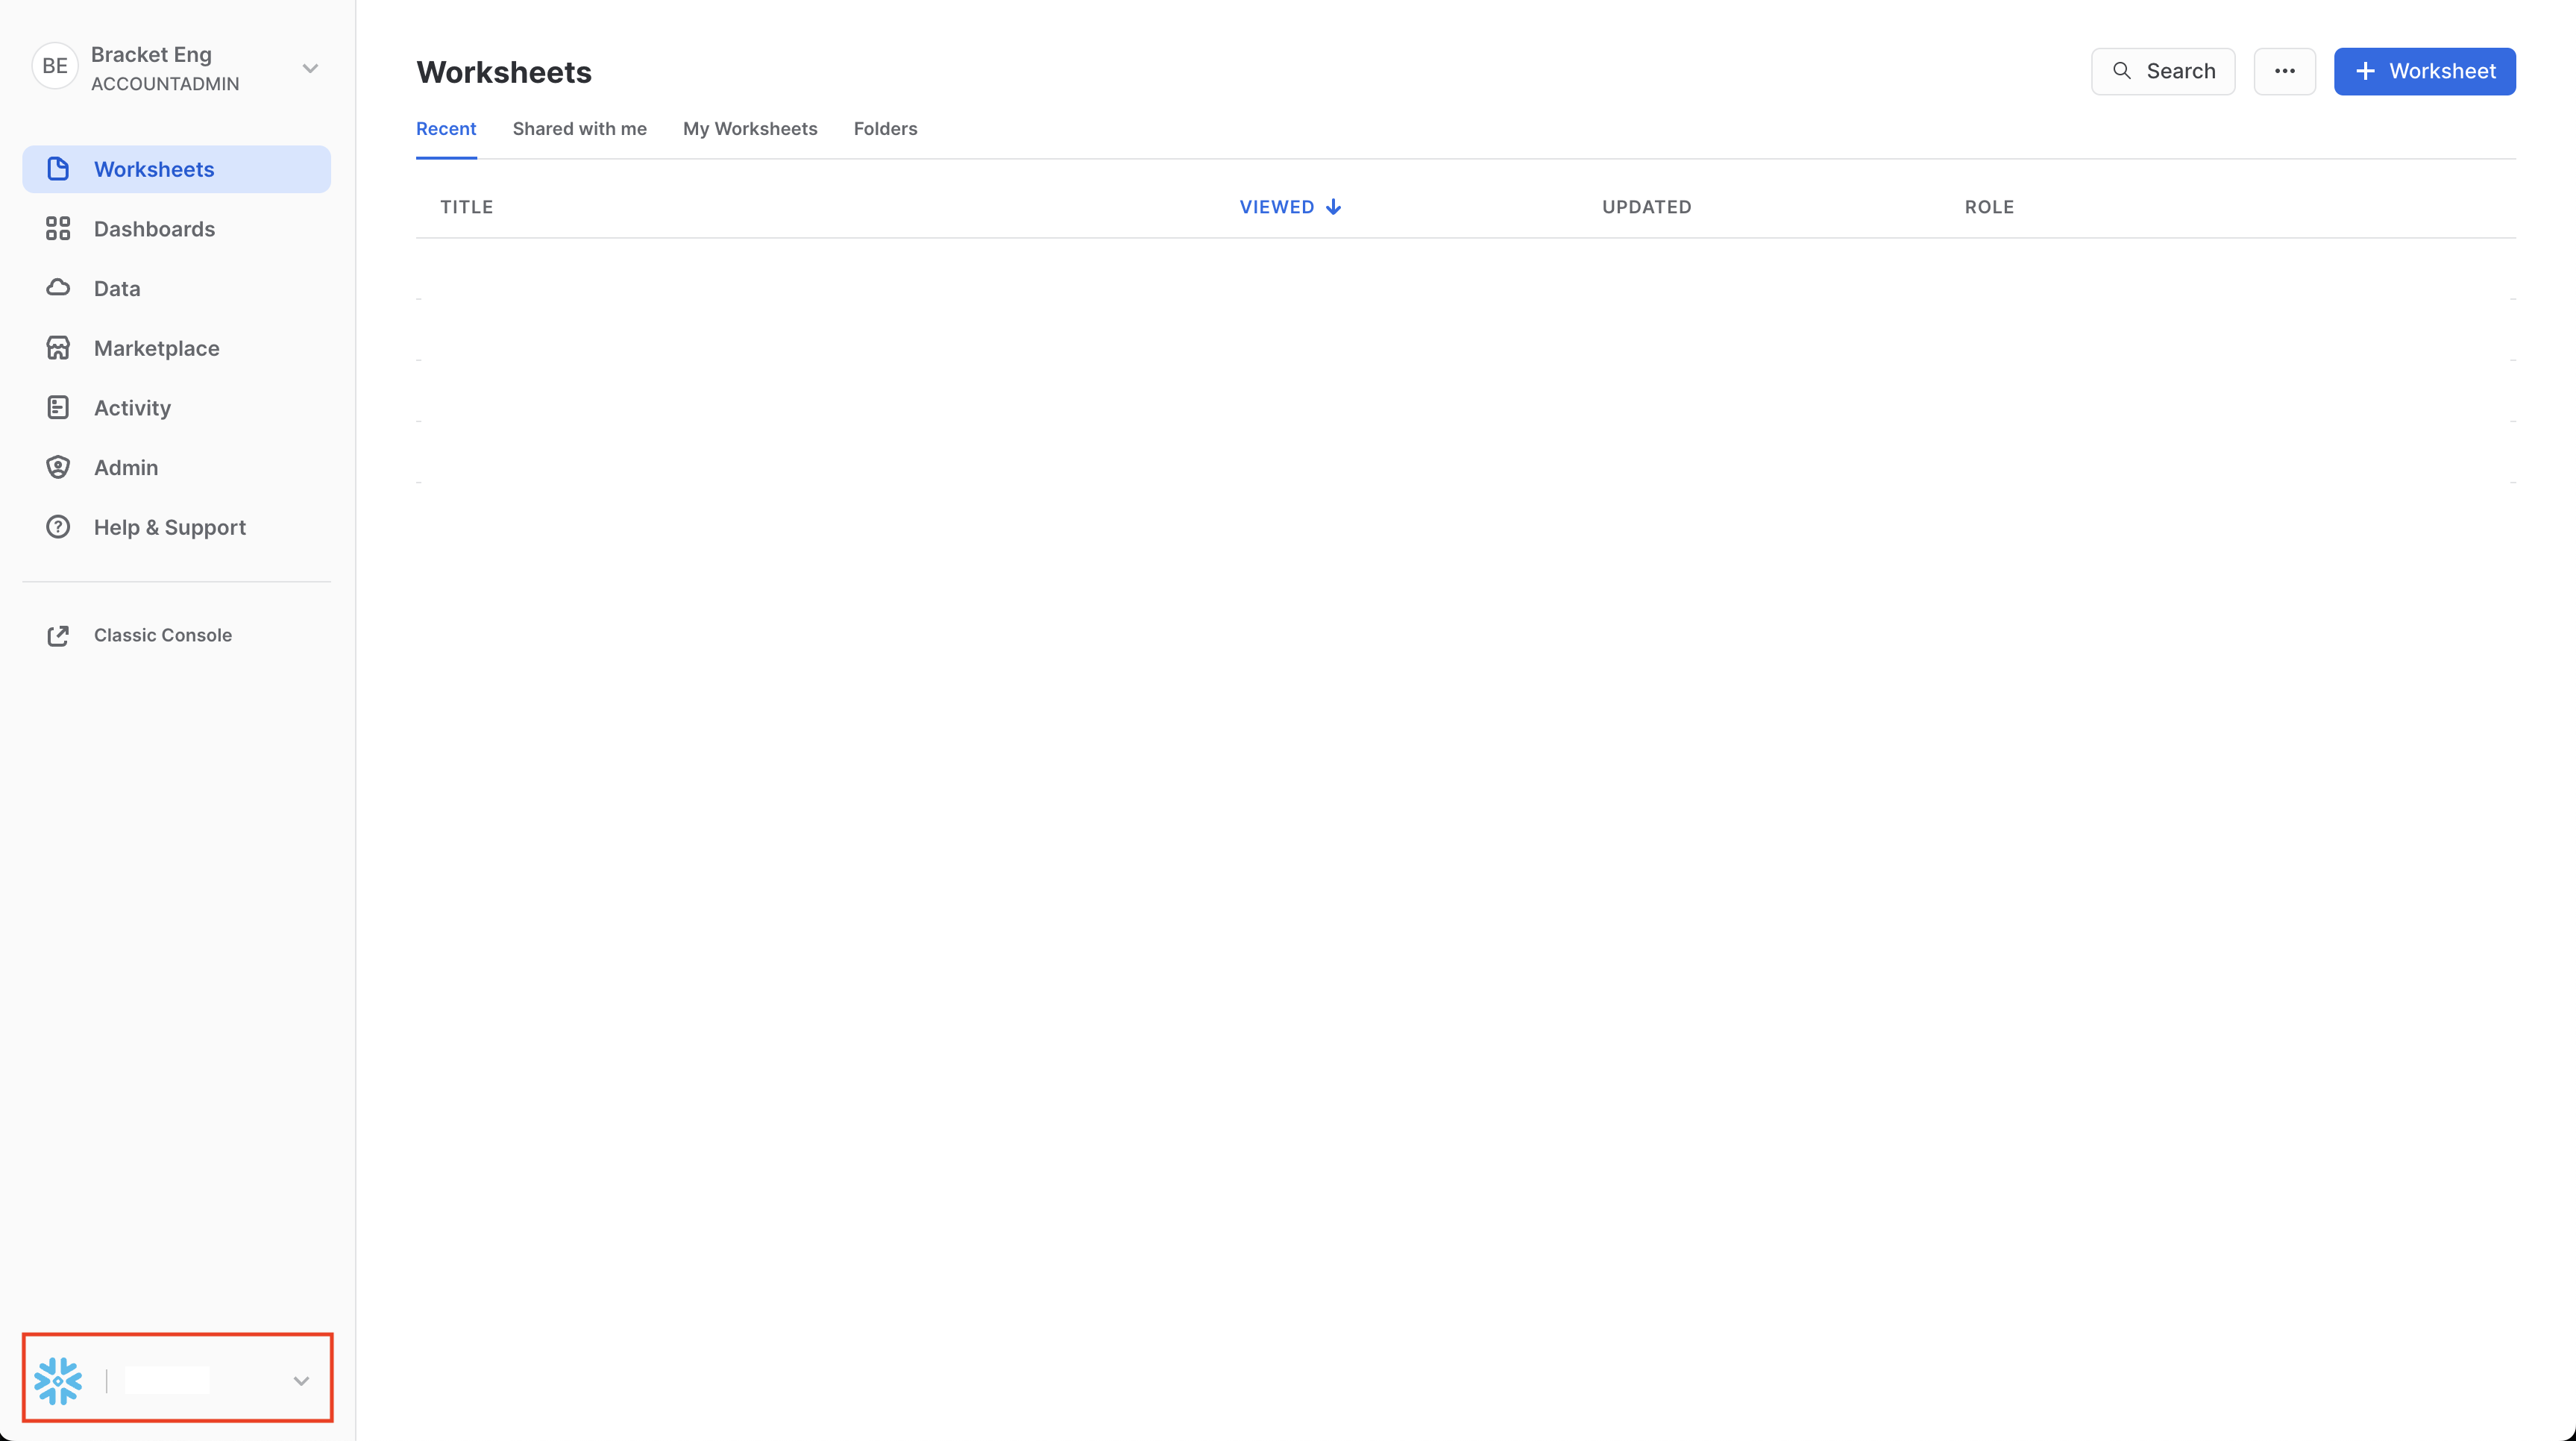 BE
Bracket Eng
ACCOUNTADMIN
Worksheets
Dashboards
Data
Marketplace
Activity
Admin
Help & Support
Classic Console
Worksheets
Search
Worksheet
Recent Shared with me My Worksheets Folders
TITLE VIEWED UPDATED ROLE